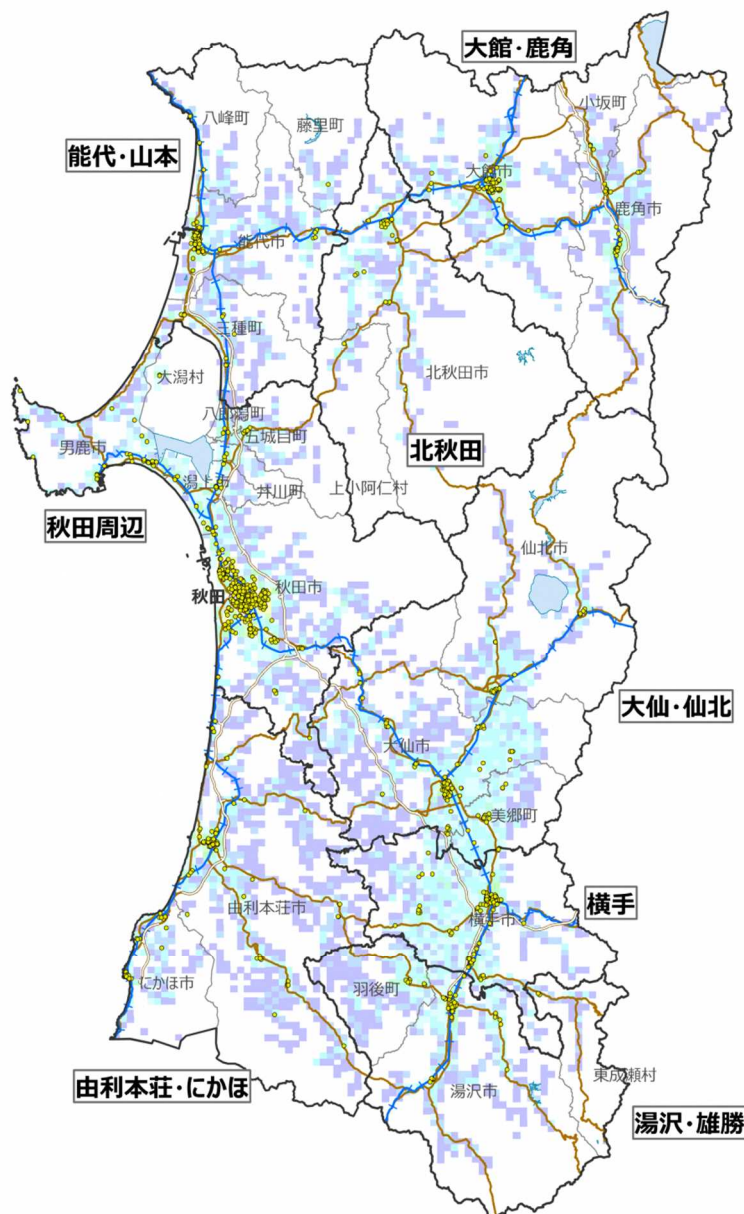 大館・鹿角
小坂町
八峰町
藤里町
能代・山本
大館市
鹿角市
能代市
三種町
大潟村
北秋田市
八郎潟町
五城目町
男鹿市
北秋田
潟上市
井川町
上小阿仁村
秋田周辺
仙北市
秋田
秋田市
大仙・仙北
大仙市
美郷町
横手
由利本荘市
横手市
にかほ市
羽後町
東成瀬村
由利本荘・にかほ
湯沢市
湯沢・雄勝